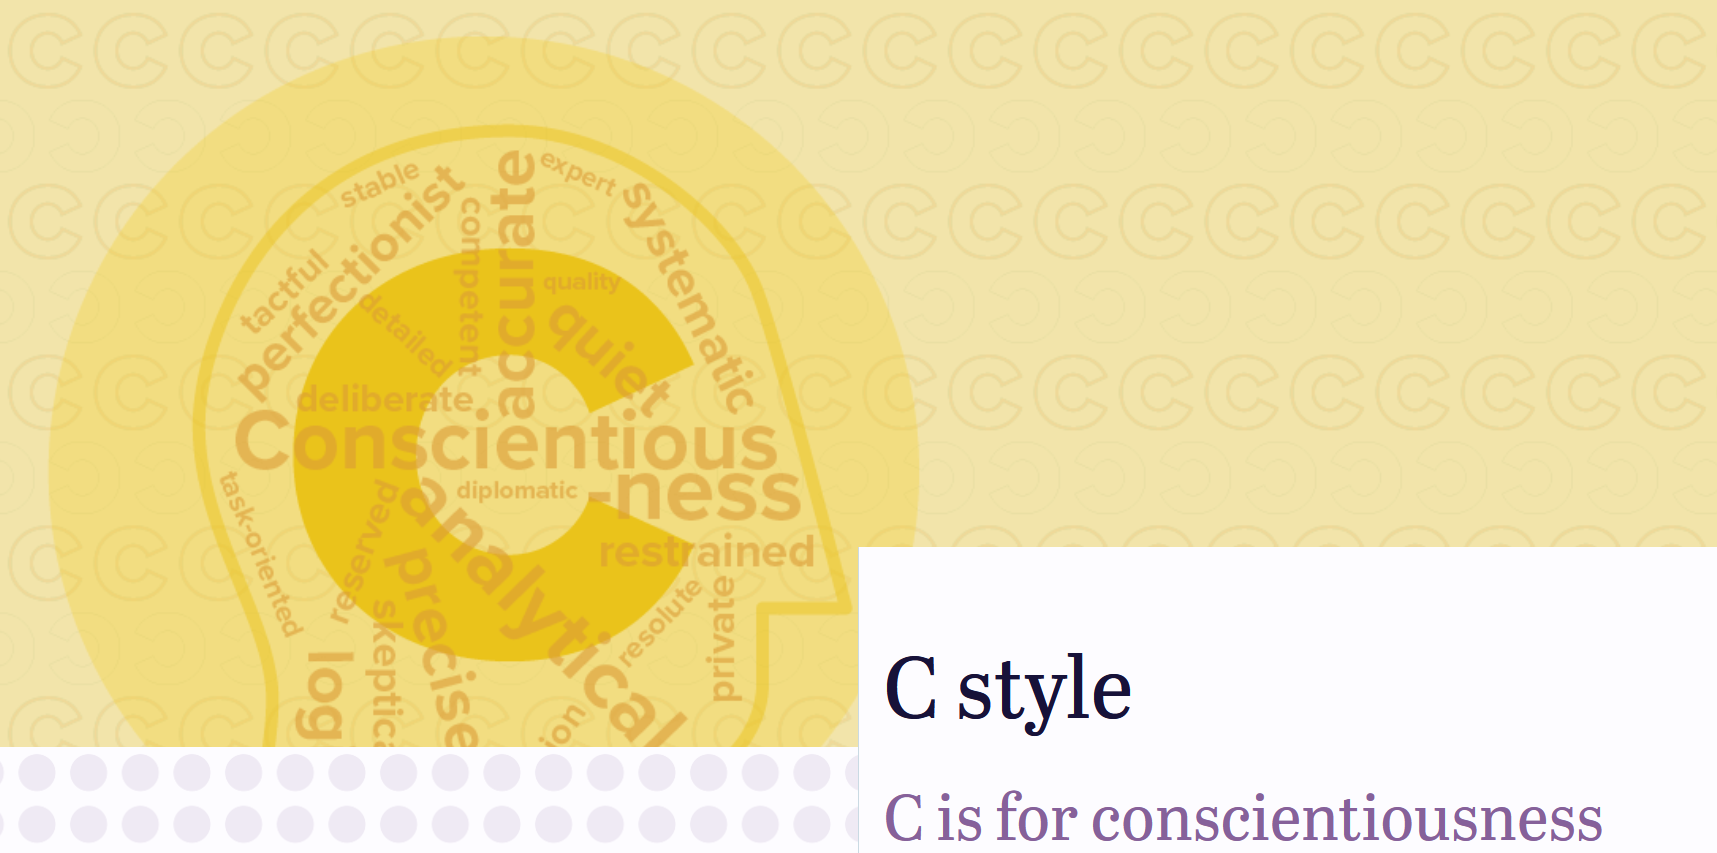 stable
expert
perfectionist
accurate
systematic
competent
tactful
detailed
quality
quiet
deliberate
Conscientious
-ness
diplomatic
task-oriented
reserved
analytical
precise
restrained
resolute
private
C
C style
C is for conscientiousness